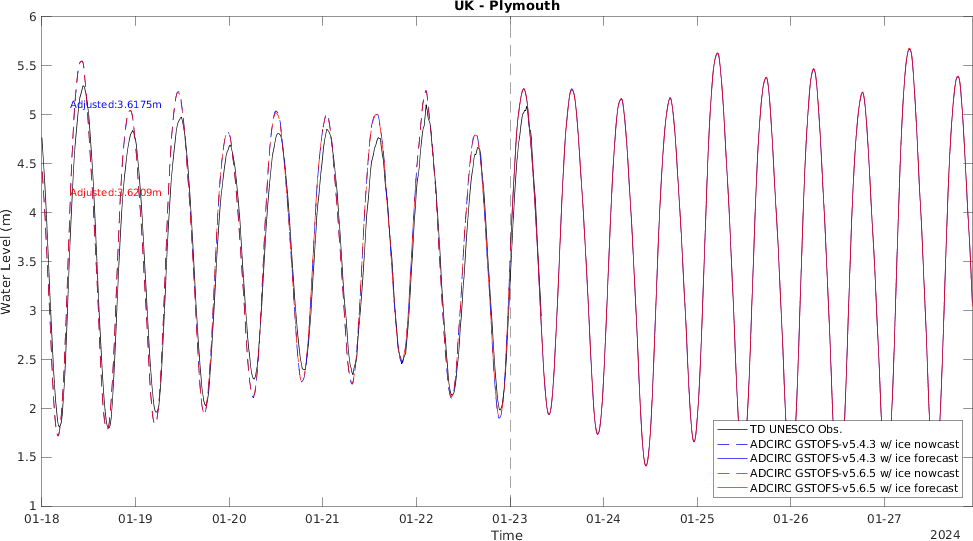 UK - Plymouth
6
5.5
5
4.5
4
3.5
3
2.5
2
1.5
1
Water Level (m)
Adjusted:3.6175m
Adjusted:3.6209m
TD UNESCO Obs.
ADCIRC GSTOFS-v5.4.3 w/ ice nowcast
ADCIRC GSTOFS-v5.4.3 w/ ice forecast
ADCIRC GSTOFS-v5.6.5 w/ ice nowcast
ADCIRC GSTOFS-v5.6.5 w/ ice forecast
01-18 01-19 01-20 01-21 01-22 01-23 01-24 01-25 01-26 01-27
Time
2024